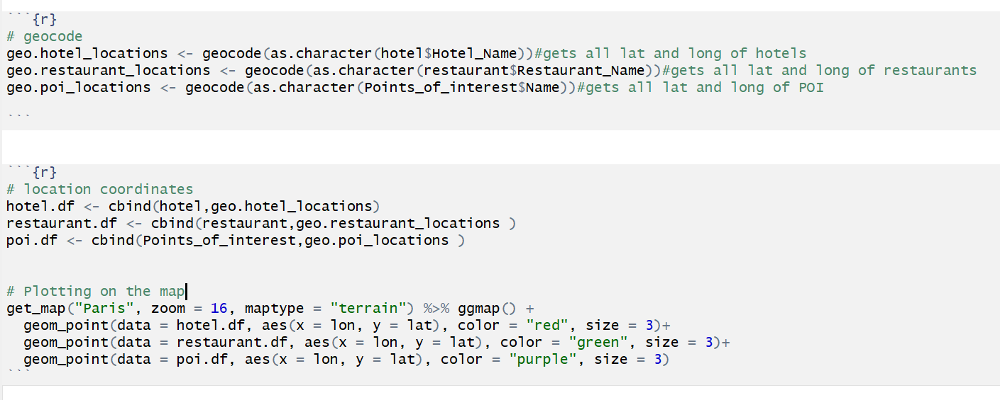 ```{r}
# geocode
geo.hotel_locations <- geocode(as.character(hotel$Hotel_Name))#gets all lat and long of hotels
geo.restaurant_locations <- geocode(as.character(restaurant$Restaurant_Name))#gets all lat and long of restaurants
geo.poi_locations <- geocode(as.character(Points_of_interest$Name))#gets all lat and long of POI
```
```{r}
# location coordinates
hotel.df <- cbind(hotel,geo.hotel_locations)
restaurant.df <- cbind(restaurant,geo.restaurant_locations )
poi.df <- cbind(Points_of_interest,geo.poi_locations )
# Plotting on the map
get_map("Paris", zoom = 16, maptype = "terrain") %>% ggmap() +
  geom_point(data = hotel.df, aes(x = lon, y = lat), color = "red", size = 3)+
  geom_point(data = restaurant.df, aes(x = lon, y = lat), color = "green", size = 3)+
  geom_point(data = poi.df, aes(x = lon, y = lat), color = "purple", size = 3)
```